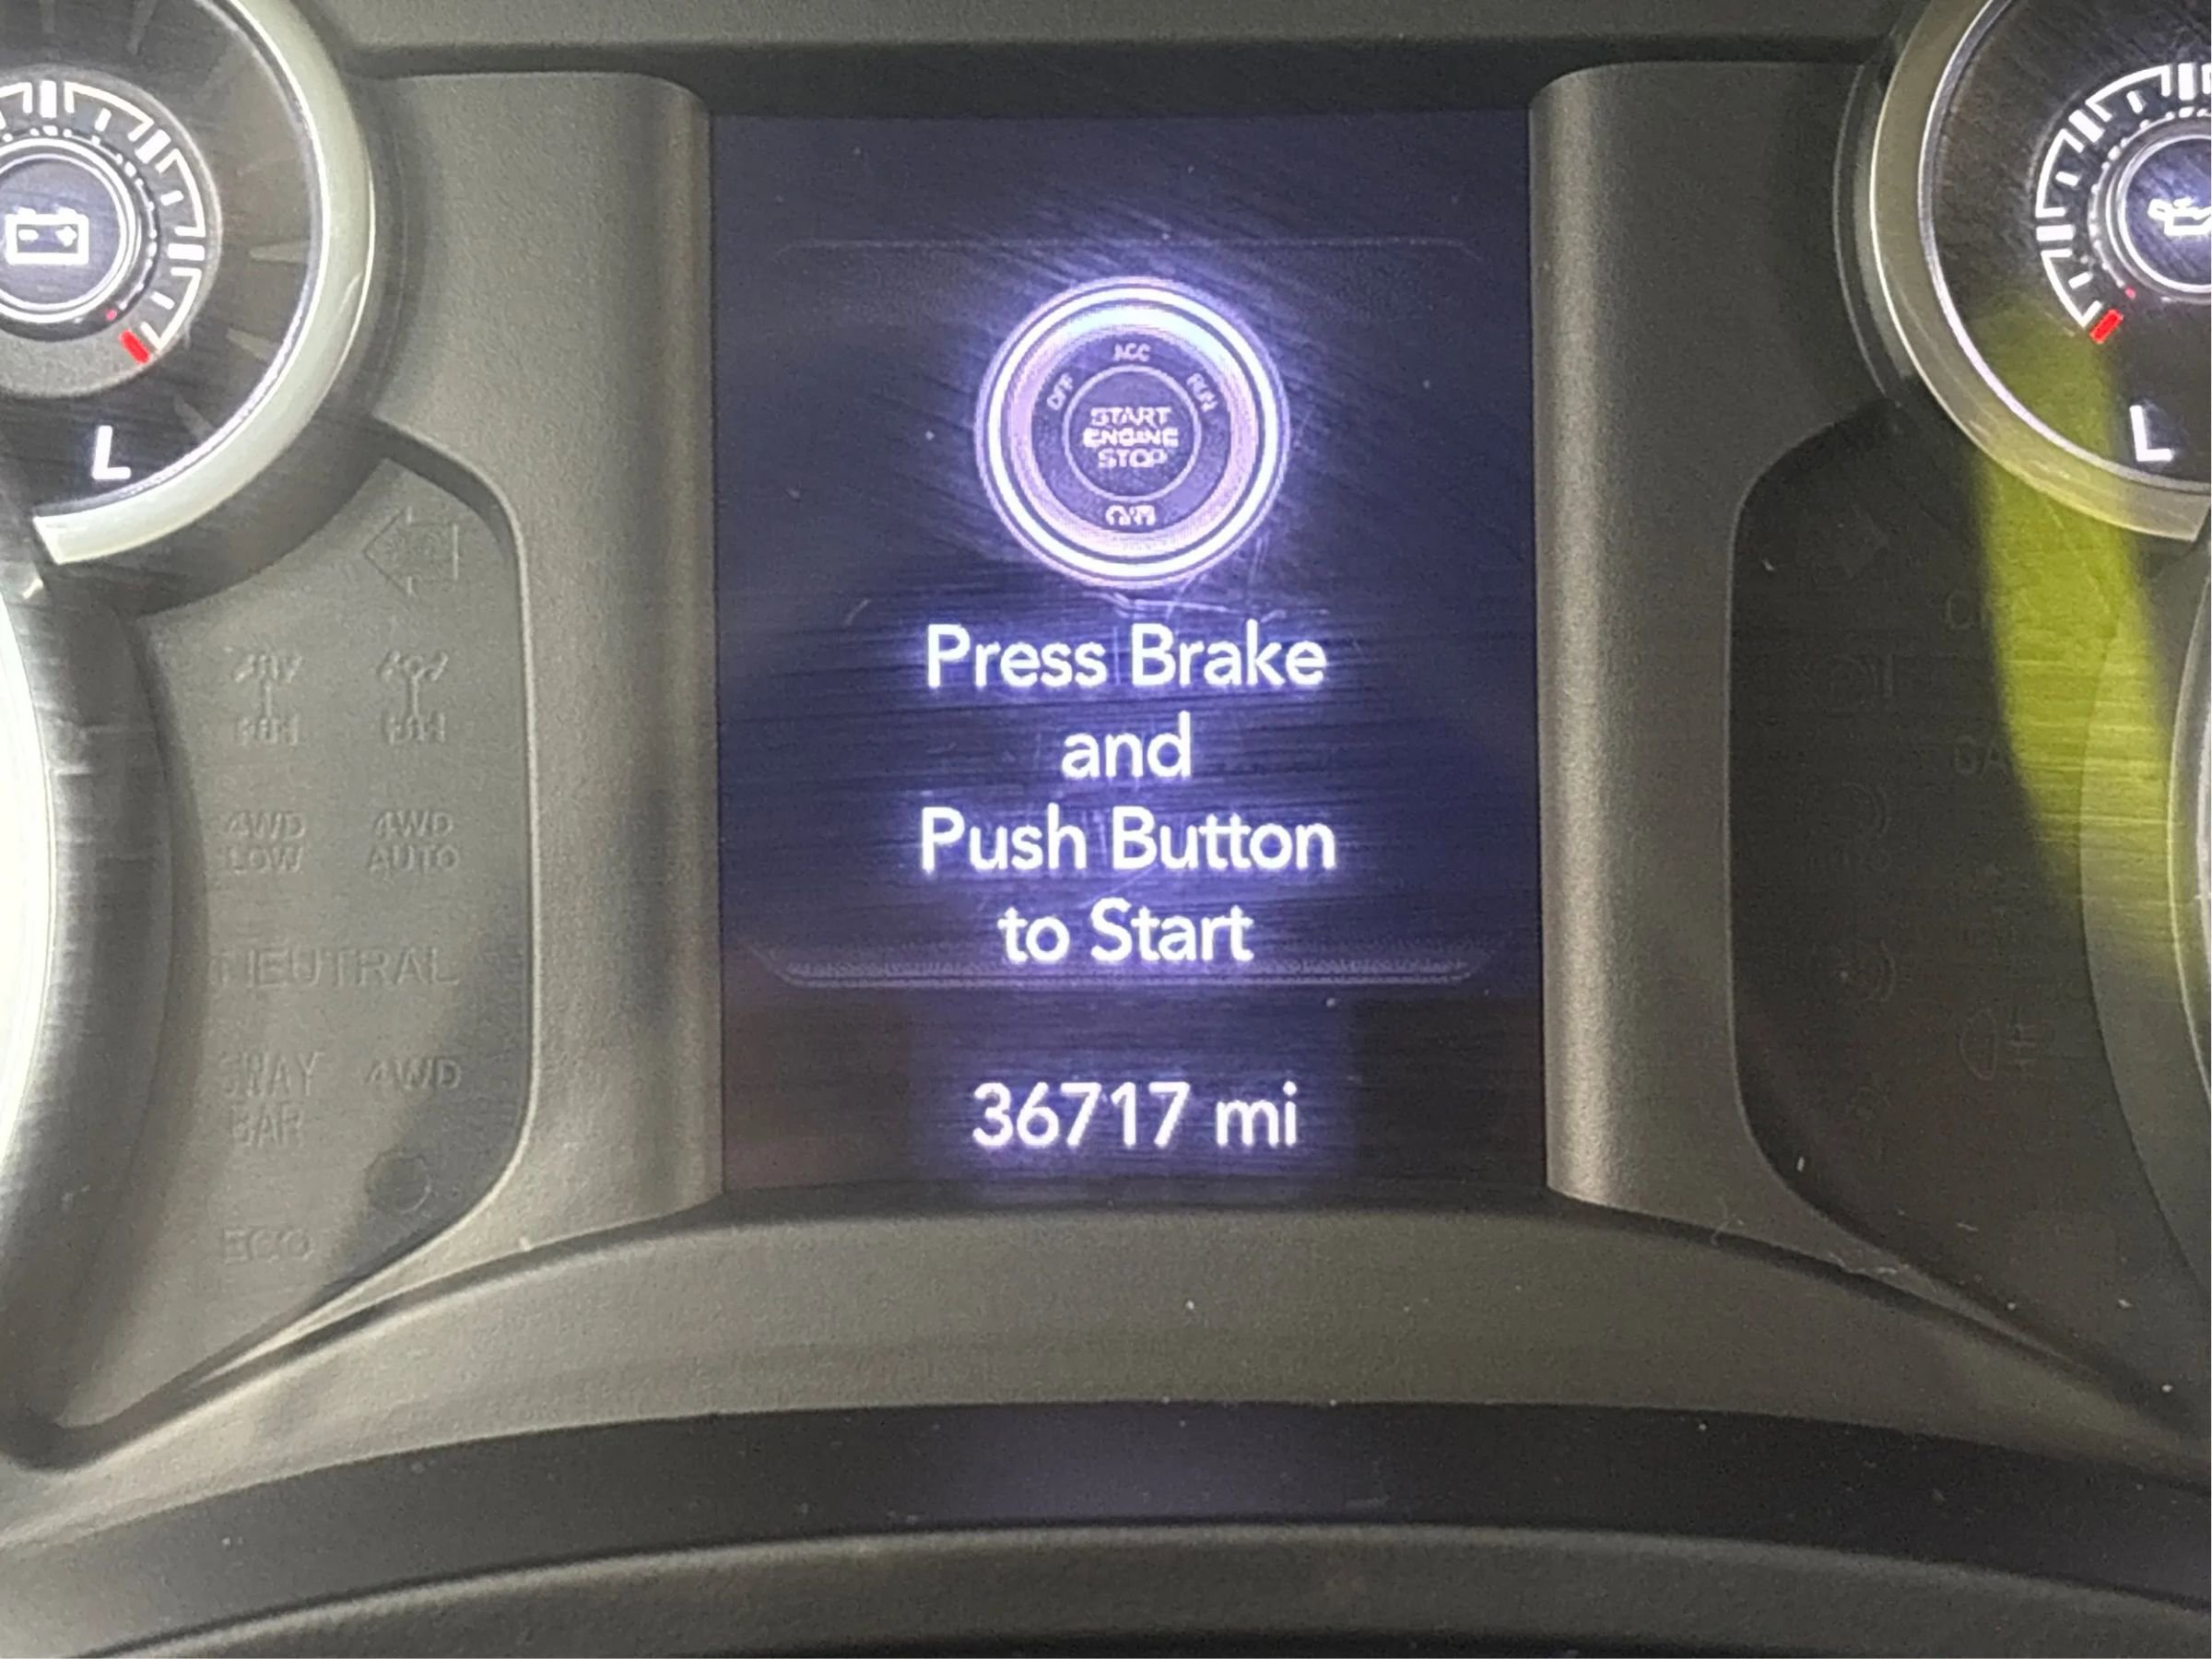 L
L
ACC
OFF
RUN
START
ENGINE
STOP
Press Brake
and
Push Button
to Start
36717 mi
4WD
LOW
4WD
AUTO
NEUTRAL
SWAY
BAR
4WD
ECO